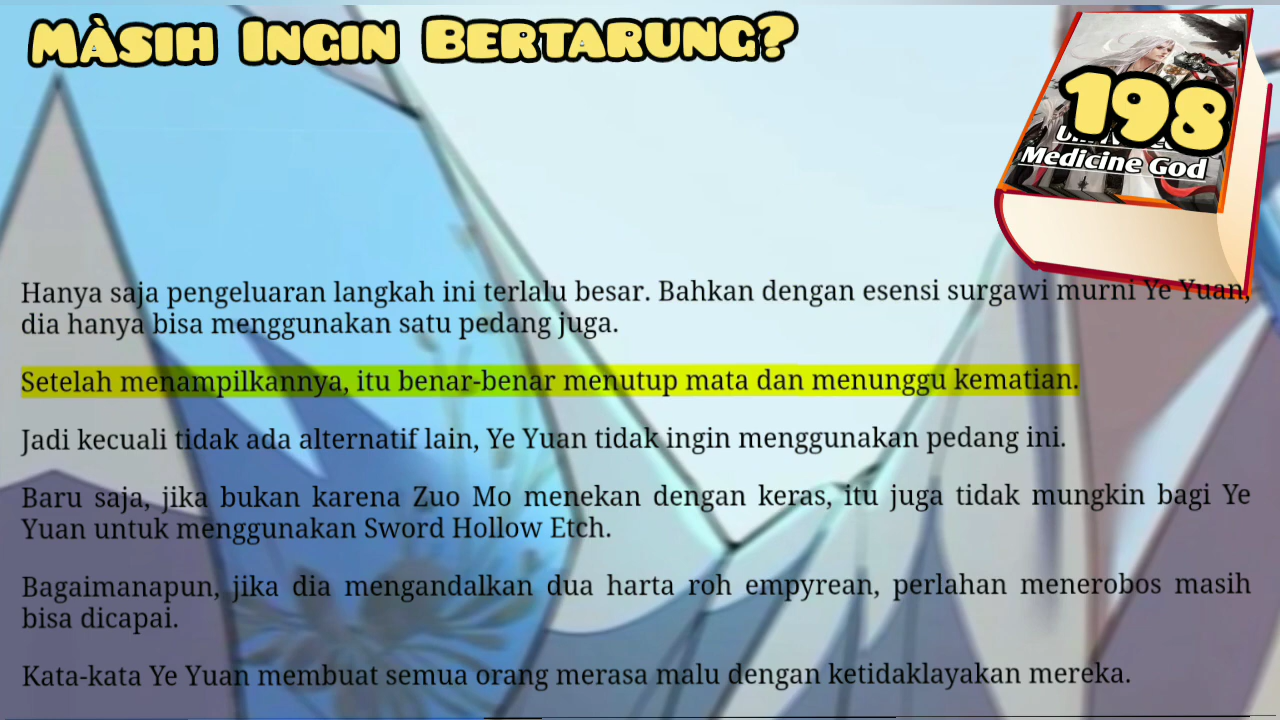 MÀSIH INGIN BERTARUNG?
198
Medicine God
Hanya saja pengeluaran langkah ini terlalu besar. Bahkan dengan esensi surgawi murni Ye Yuan,
dia hanya bisa menggunakan satu pedang juga.
Setelah menampilkannya, itu benar-benar menutup mata dan menunggu kematian.
Jadi kecuali tidak ada alternatif lain, Ye Yuan tidak ingin menggunakan pedang ini.
Baru saja, jika bukan karena Zuo Mo menekan dengan keras, itu juga tidak mungkin bagi Ye
Yuan untuk menggunakan Sword Hollow Etch.
Bagaimanapun, jika dia mengandalkan dua harta roh empyrean, perlahan menerobos masih
bisa dicapai.
Kata-kata Ye Yuan membuat semua orang merasa malu dengan ketidaklayakan mereka.